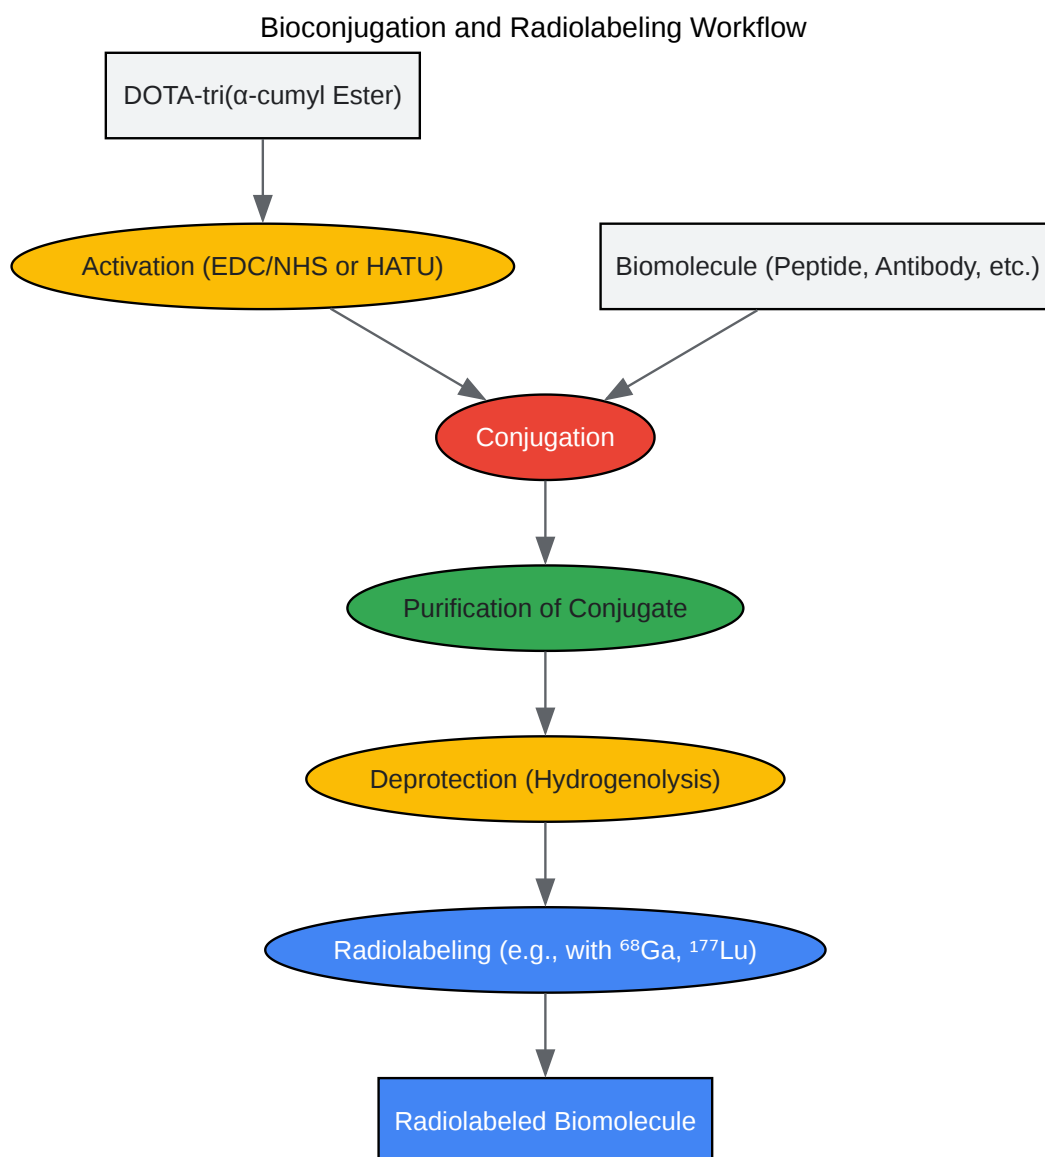 Bioconjugation and Radiolabeling Workflow
DOTA-tri(α-cumyl Ester)
Activation (EDC/NHS or HATU)
Biomolecule (Peptide, Antibody, etc.)
Conjugation
Purification of Conjugate
Deprotection (Hydrogenolysis)
Radiolabeling (e.g., with ⁶⁸Ga, ¹⁷⁷Lu)
Radiolabeled Biomolecule